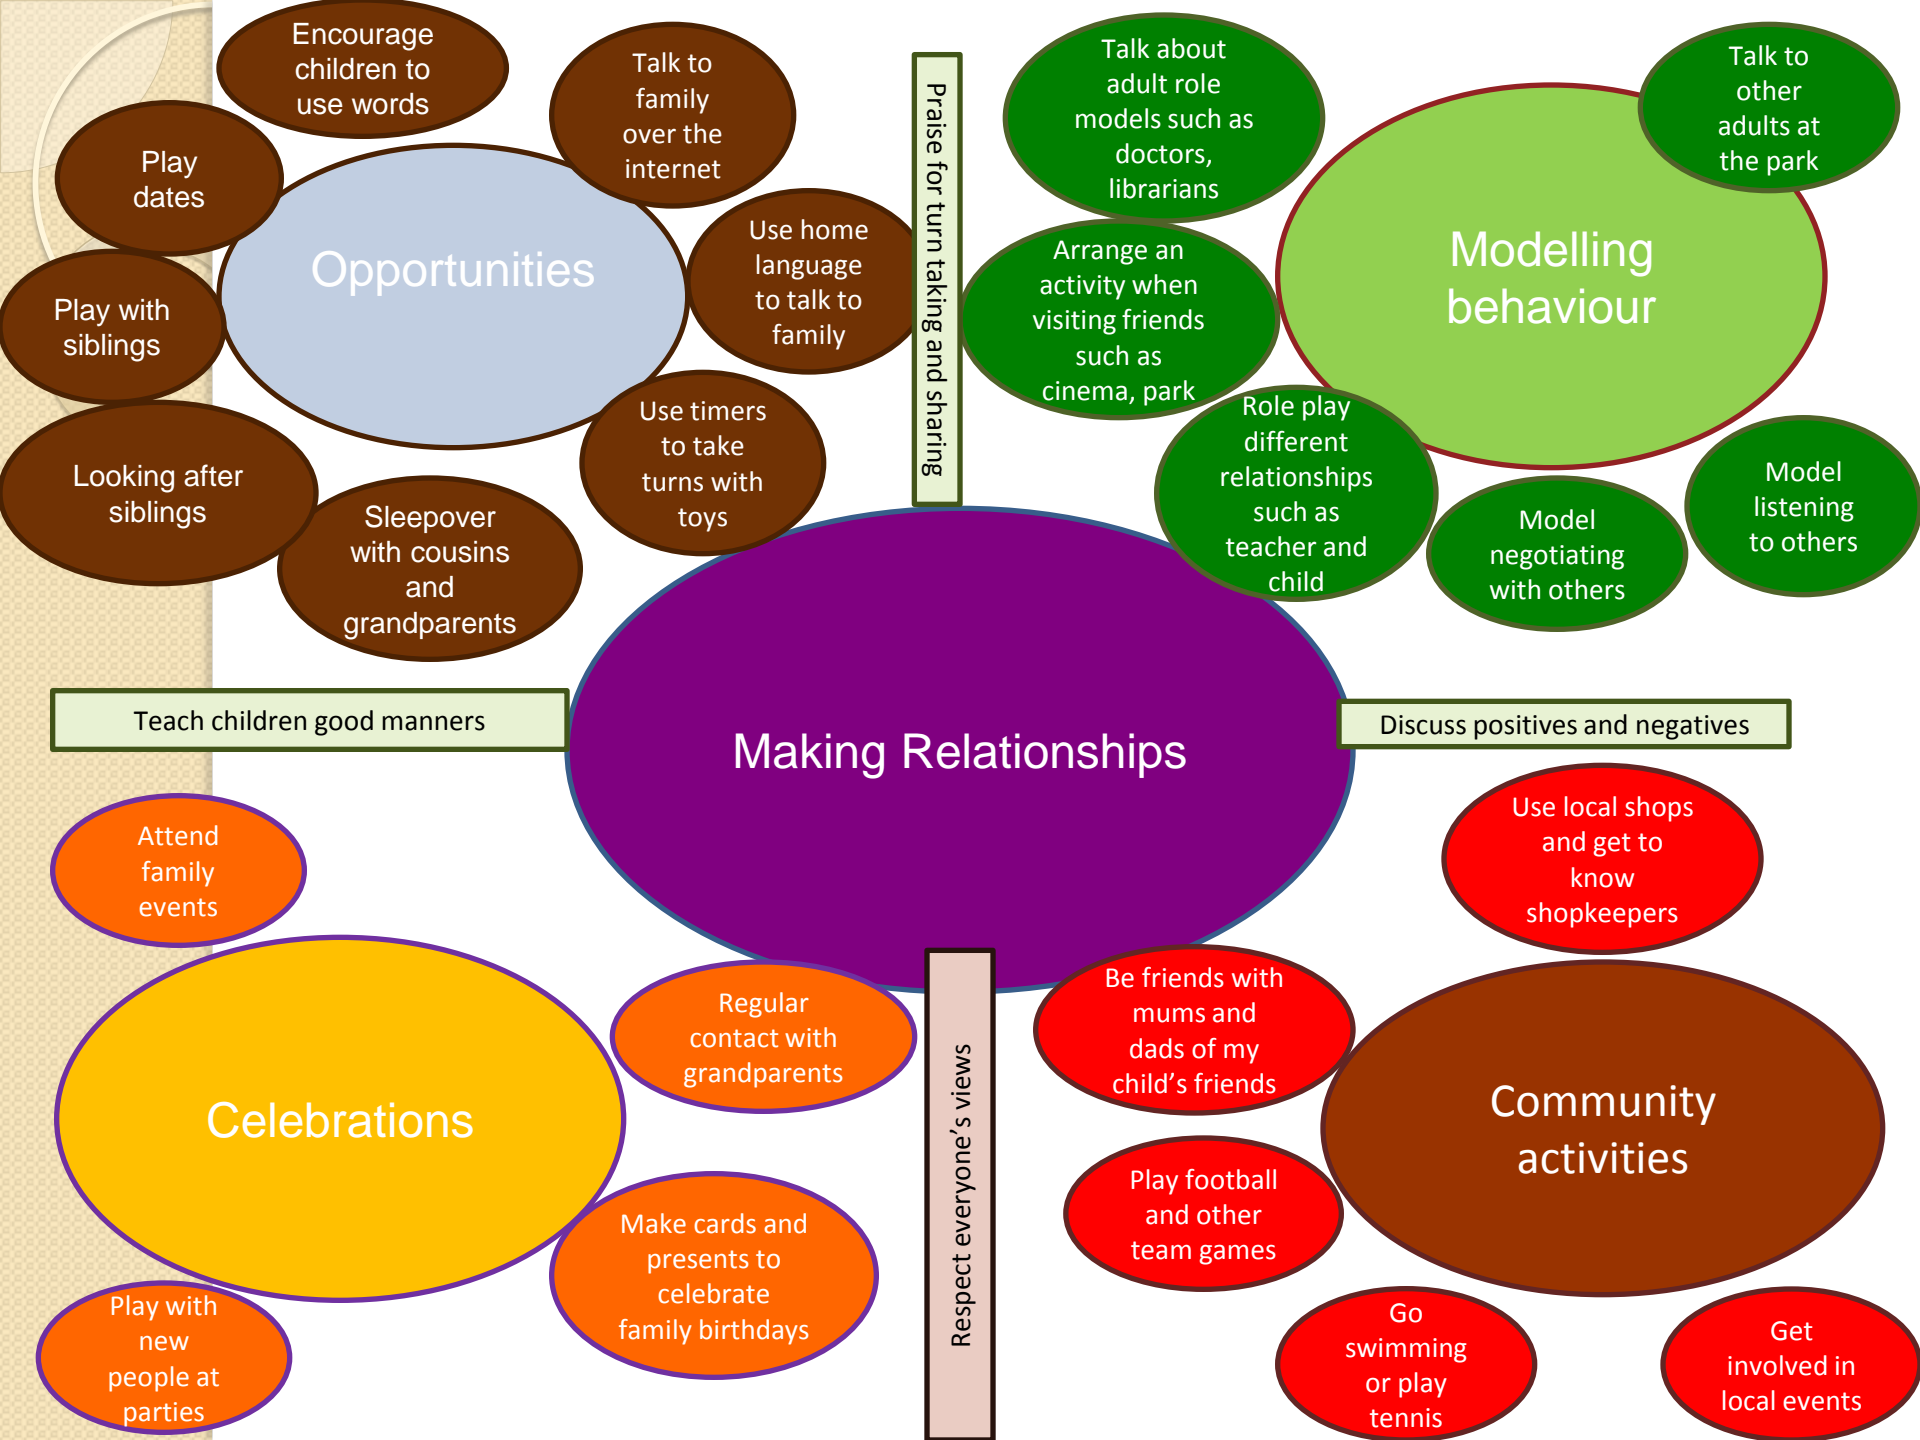 Encourage
children to
use words
Talk to
family
over the
internet
Play
dates
Opportunities
Use home
language
to talk to
family
Play with
siblings
Use timers
to take
turns with
toys
Looking after
siblings
Sleepover
with cousins
and
grandparents
Praise for turn taking and sharing
Talk about
adult role
models such as
doctors,
librarians
Talk to
other
adults at
the park
Modelling
behaviour
Arrange an
activity when
visiting friends
such as
cinema, park
Role play
different
relationships
such as
teacher and
child
Model
negotiating
with others
Model
listening
to others
Teach children good manners
Making Relationships
Discuss positives and negatives
Attend
family
events
Regular
contact with
grandparents
Celebrations
Make cards and
presents to
celebrate
family birthdays
Play with
new
people at
parties
Respect everyone’s views
Use local shops
and get to
know
shopkeepers
Be friends with
mums and
dads of my
child’s friends
Community
activities
Play football
and other
team games
Go
swimming
or play
tennis
Get
involved in
local events